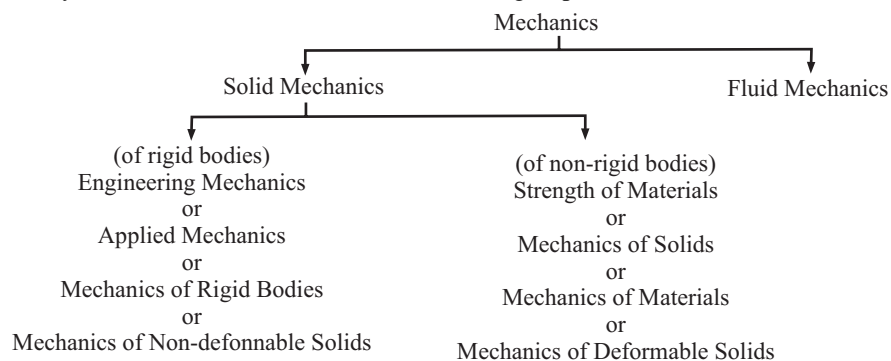 Mechanics
Solid Mechanics
Fluid Mechanics
(of rigid bodies)
Engineering Mechanics
or
Applied Mechanics
or
Mechanics of Rigid Bodies
or
Mechanics of Non-defonnable Solids
(of non-rigid bodies)
Strength of Materials
or
Mechanics of Solids
or
Mechanics of Materials
or
Mechanics of Deformable Solids